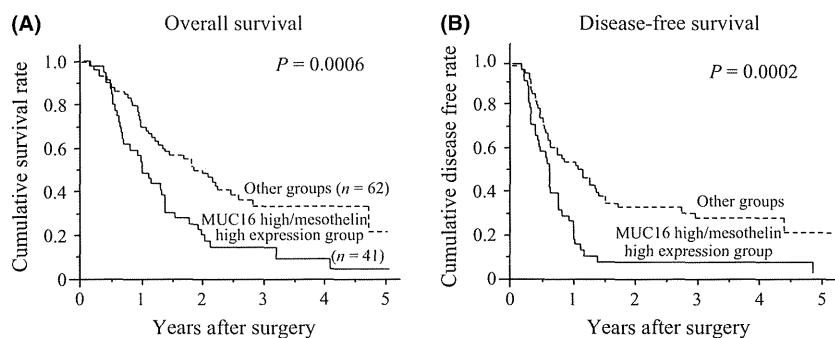 (A)
Overall survival
P = 0.0006
Cumulative survival rate
1.0
0.8
0.6
0.4
0.2
0
Other groups (n = 62)
MUC16 high/mesothelin
high expression group
(n = 41)
0 1 2 3 4 5
Years after surgery
(B)
Disease-free survival
P = 0.0002
Cumulative disease free rate
1.0
0.8
0.6
0.4
0.2
0
Other groups
MUC16 high/mesothelin
high expression group
0 1 2 3 4 5
Years after surgery